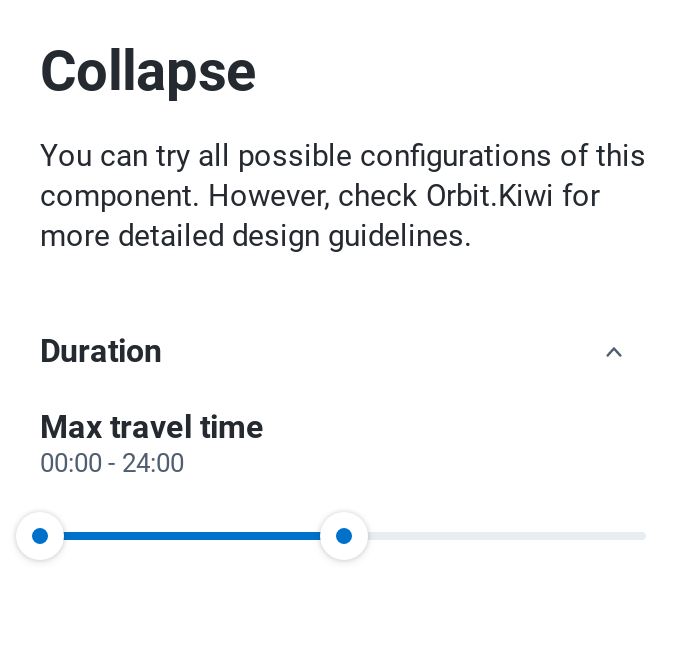 Collapse
You can try all possible configurations of this
component. However, check Orbit.Kiwi for
more detailed design guidelines.
Duration
Max travel time
00:00 - 24:00